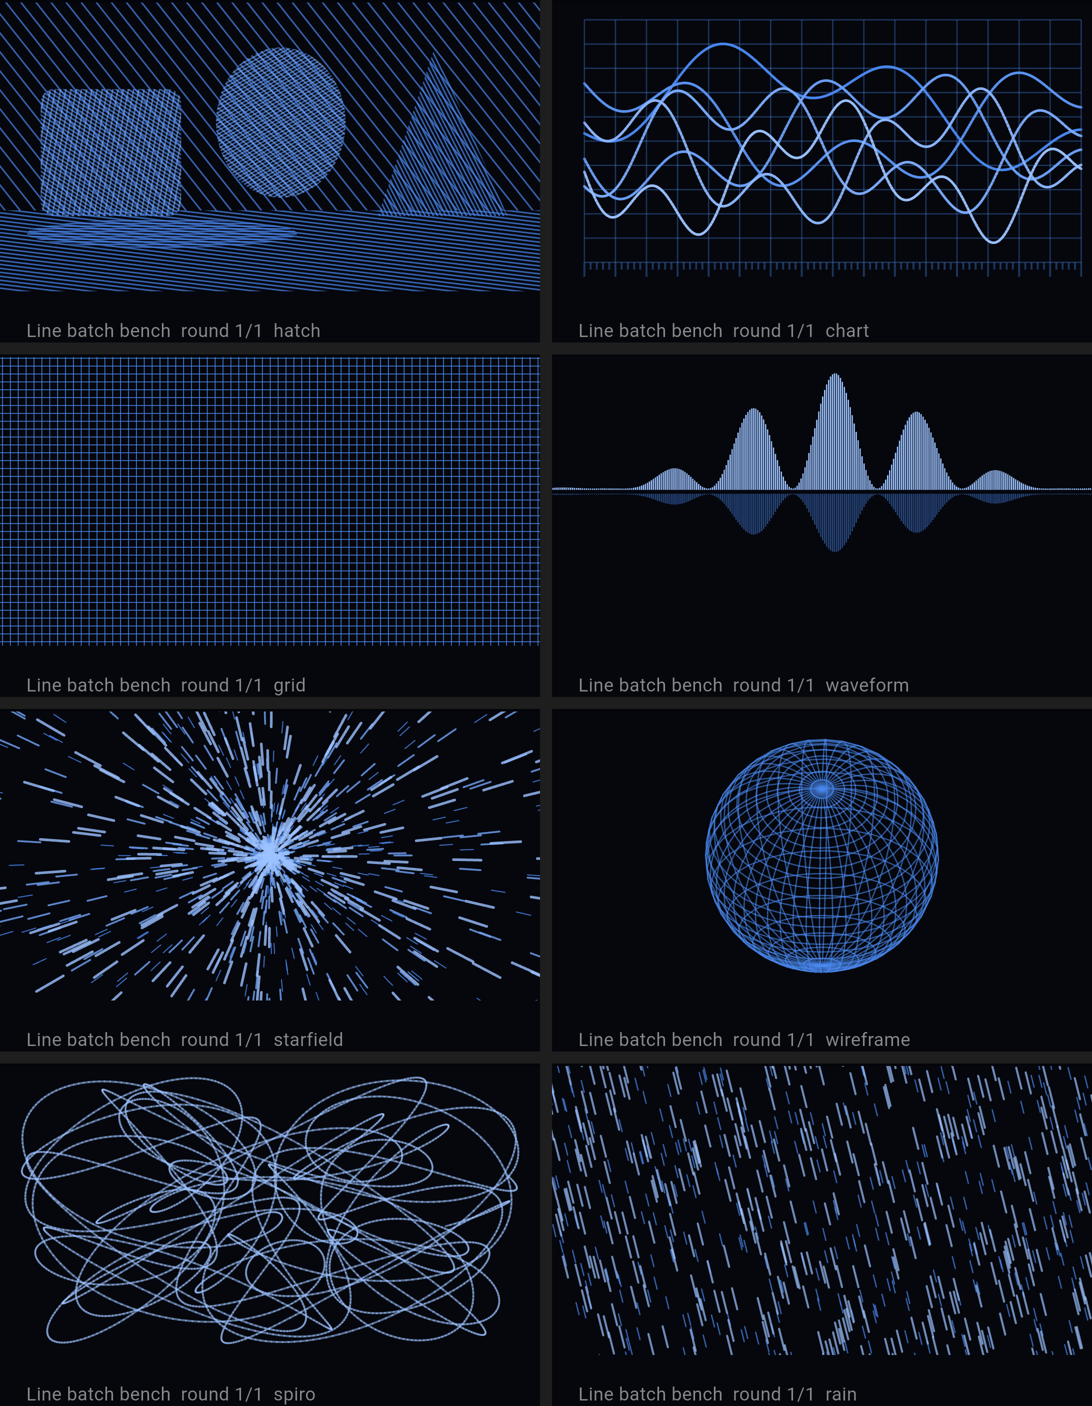 Line batch bench  round 1/1  hatch
Line batch bench  round 1/1  chart
Line batch bench  round 1/1  grid
Line batch bench  round 1/1  waveform
Line batch bench  round 1/1  starfield
Line batch bench  round 1/1  wireframe
Line batch bench  round 1/1  spiro
Line batch bench  round 1/1  rain